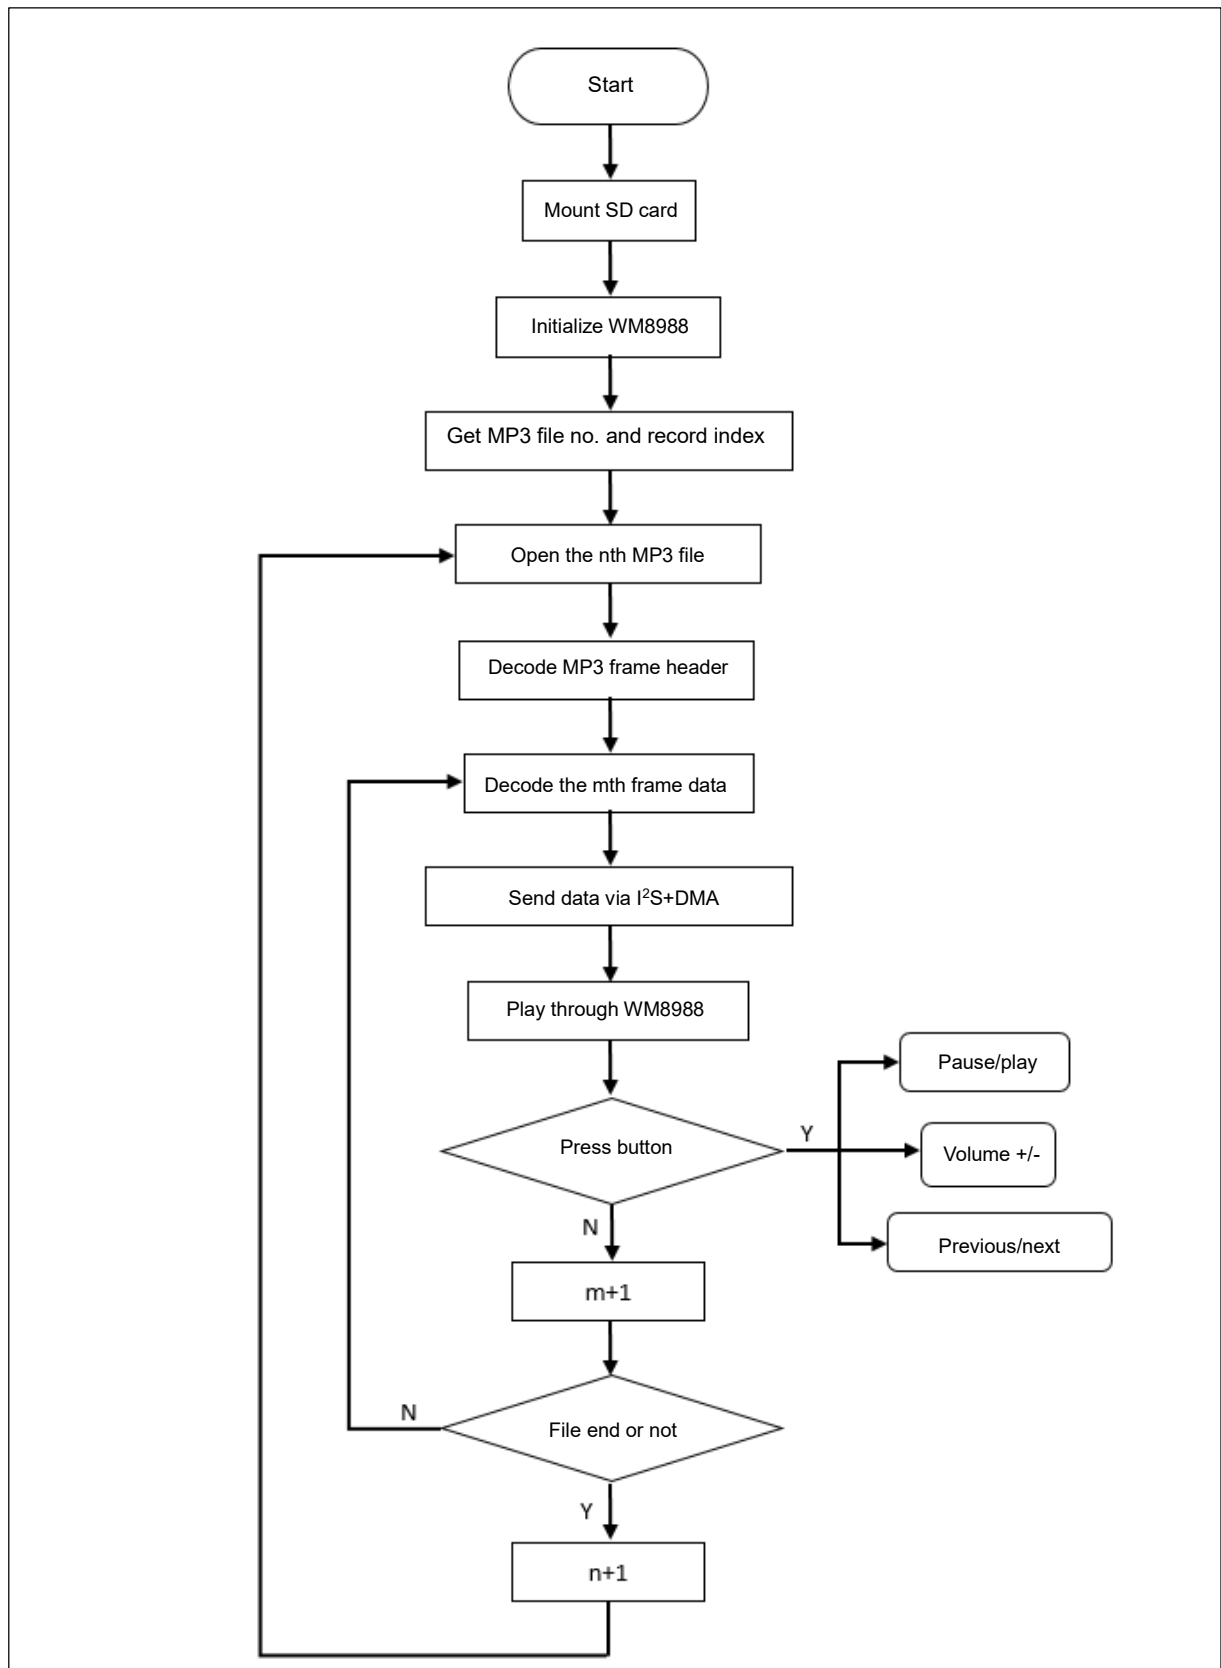 Start
Mount SD card
Initialize WM8988
Get MP3 file no. and record index
Open the nth MP3 file
Decode MP3 frame header
Decode the mth frame data
Send data via I²S+DMA
Play through WM8988
Press button
Y
Pause/play
Volume +/-
Previous/next
N
m+1
File end or not
N
Y
n+1